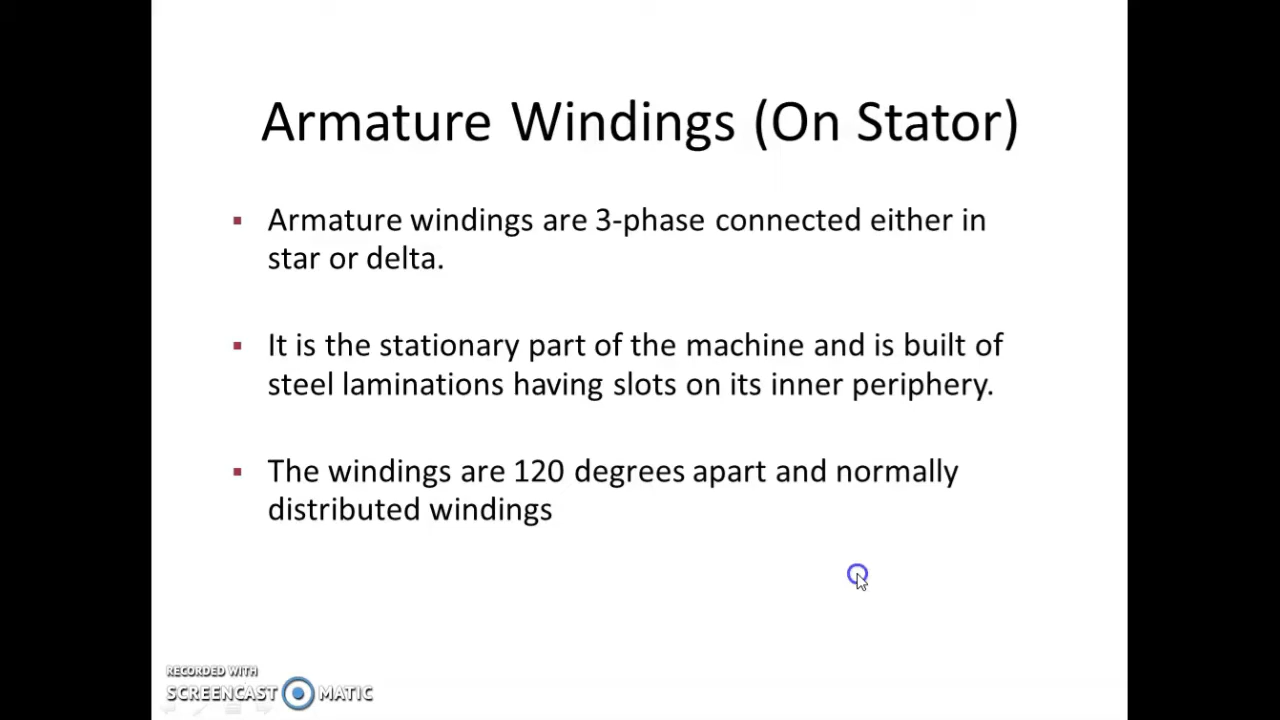 Armature Windings (On Stator)
▪ Armature windings are 3-phase connected either in
star or delta.
▪ It is the stationary part of the machine and is built of
steel laminations having slots on its inner periphery.
▪ The windings are 120 degrees apart and normally
distributed windings
RECORDED WITH
SCREENCAST MATIC